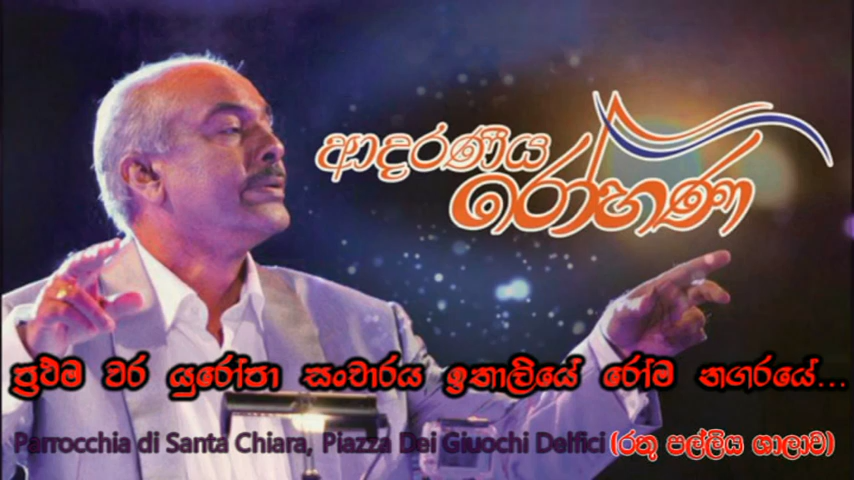 ආදරණීය
රෝහණ
ප්‍රථම වර යුරෝපා සංචාරය ඉතාලියේ රෝම නගරයේ...
Parrocchia di Santa Chiara, Piazza Dei Giuochi Delfici (රතු පල්ලිය ශාලාව)